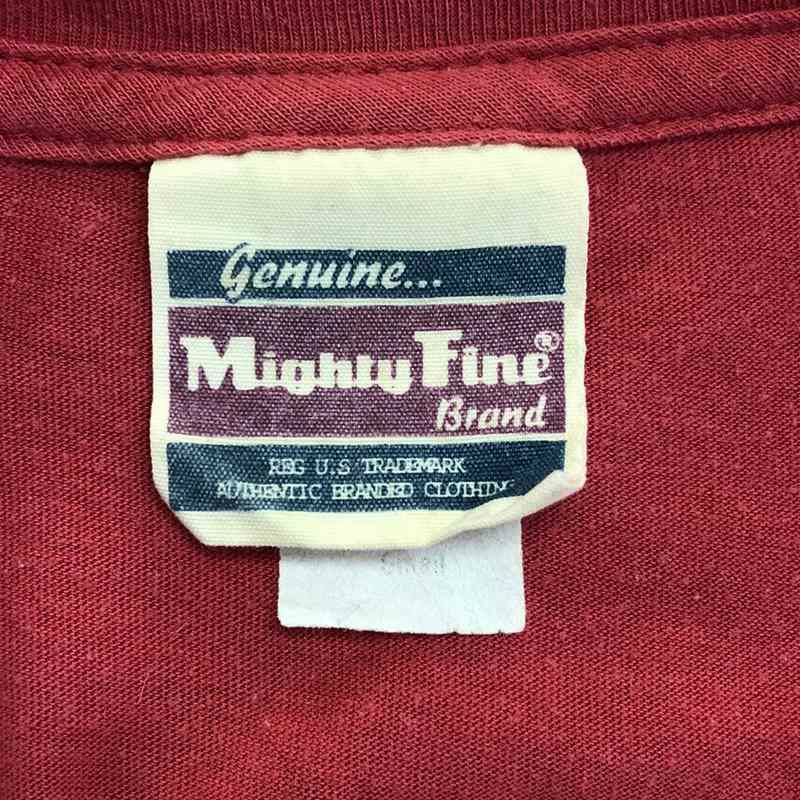 Genuine...
Mighty Fine®
Brand
REG U.S TRADEMARK
AUTHENTIC BRANDED CLOTHING